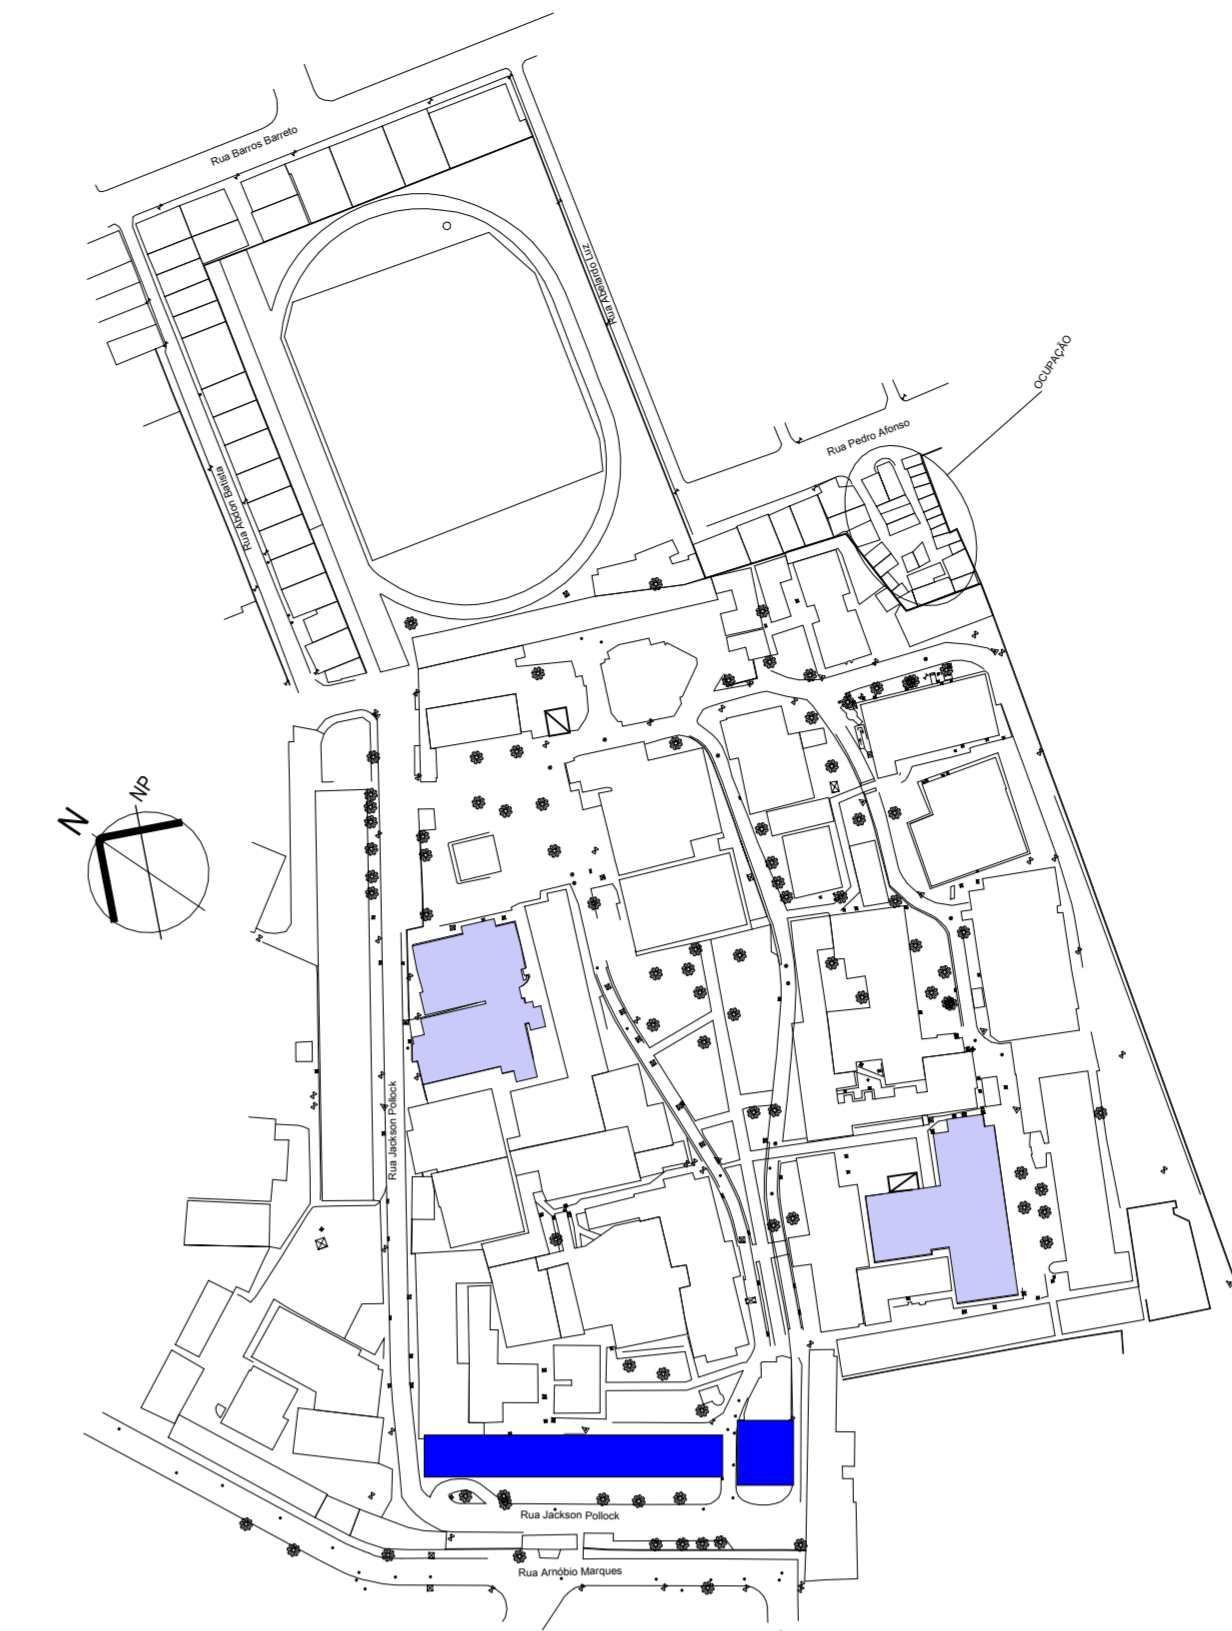 Rua Barros Barreto
Rua Abelardo Luz
OCUPAÇÃO
Rua Pedro Afonso
Rua Abdon Batista
NP
N
Rua Jackson Pollock
Rua Jackson Pollock
Rua Arnóbio Marques